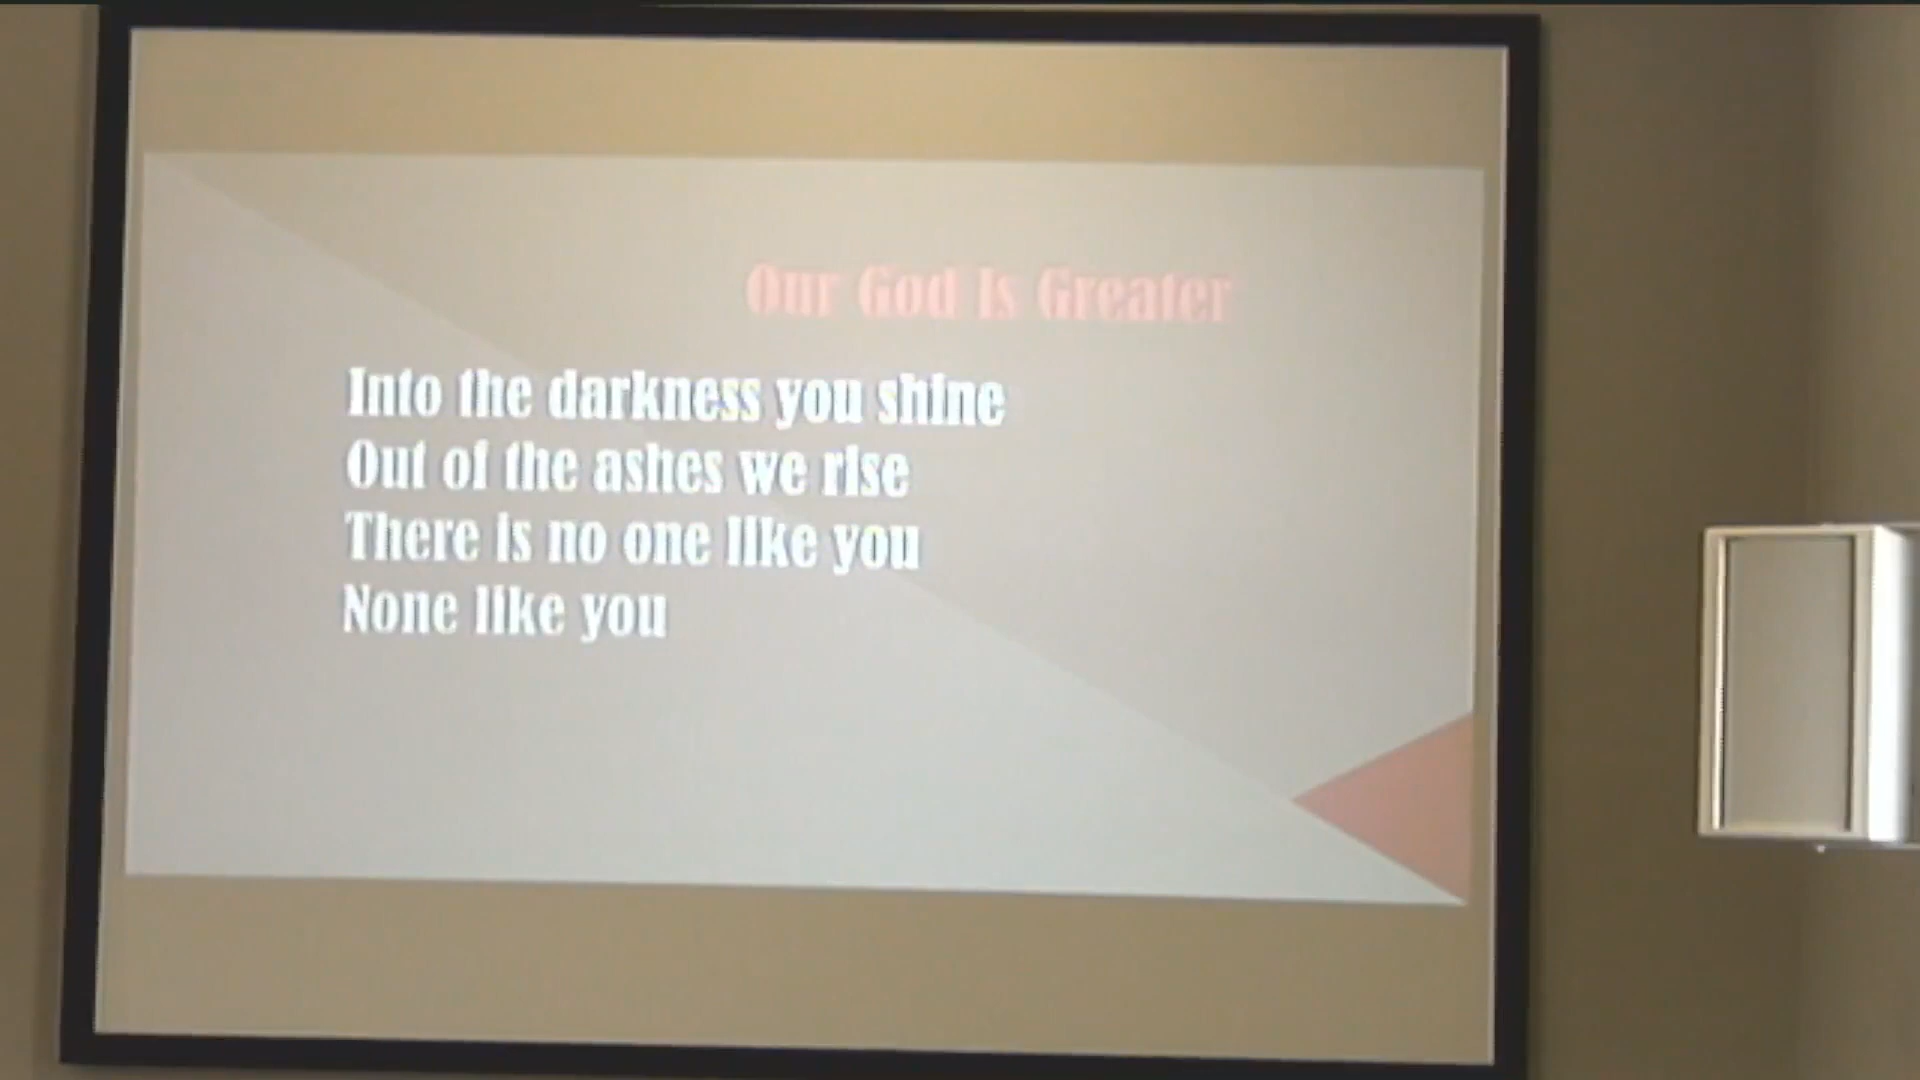 Our God Is Greater
Into the darkness you shine
Out of the ashes we rise
There is no one like you
None like you